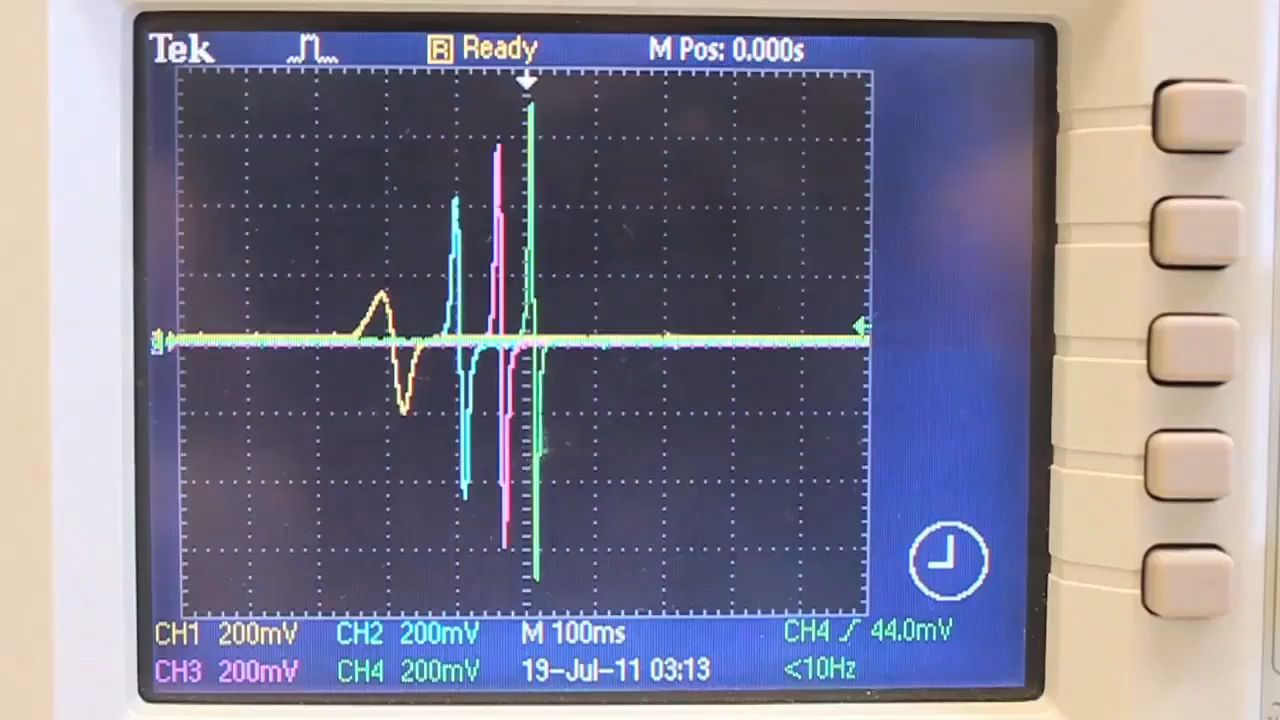 Tek R Ready M Pos: 0.000s
CH1 200mV CH2 200mV M 100ms CH4 44.0mV
CH3 200mV CH4 200mV 19-Jul-11 03:13 <10Hz